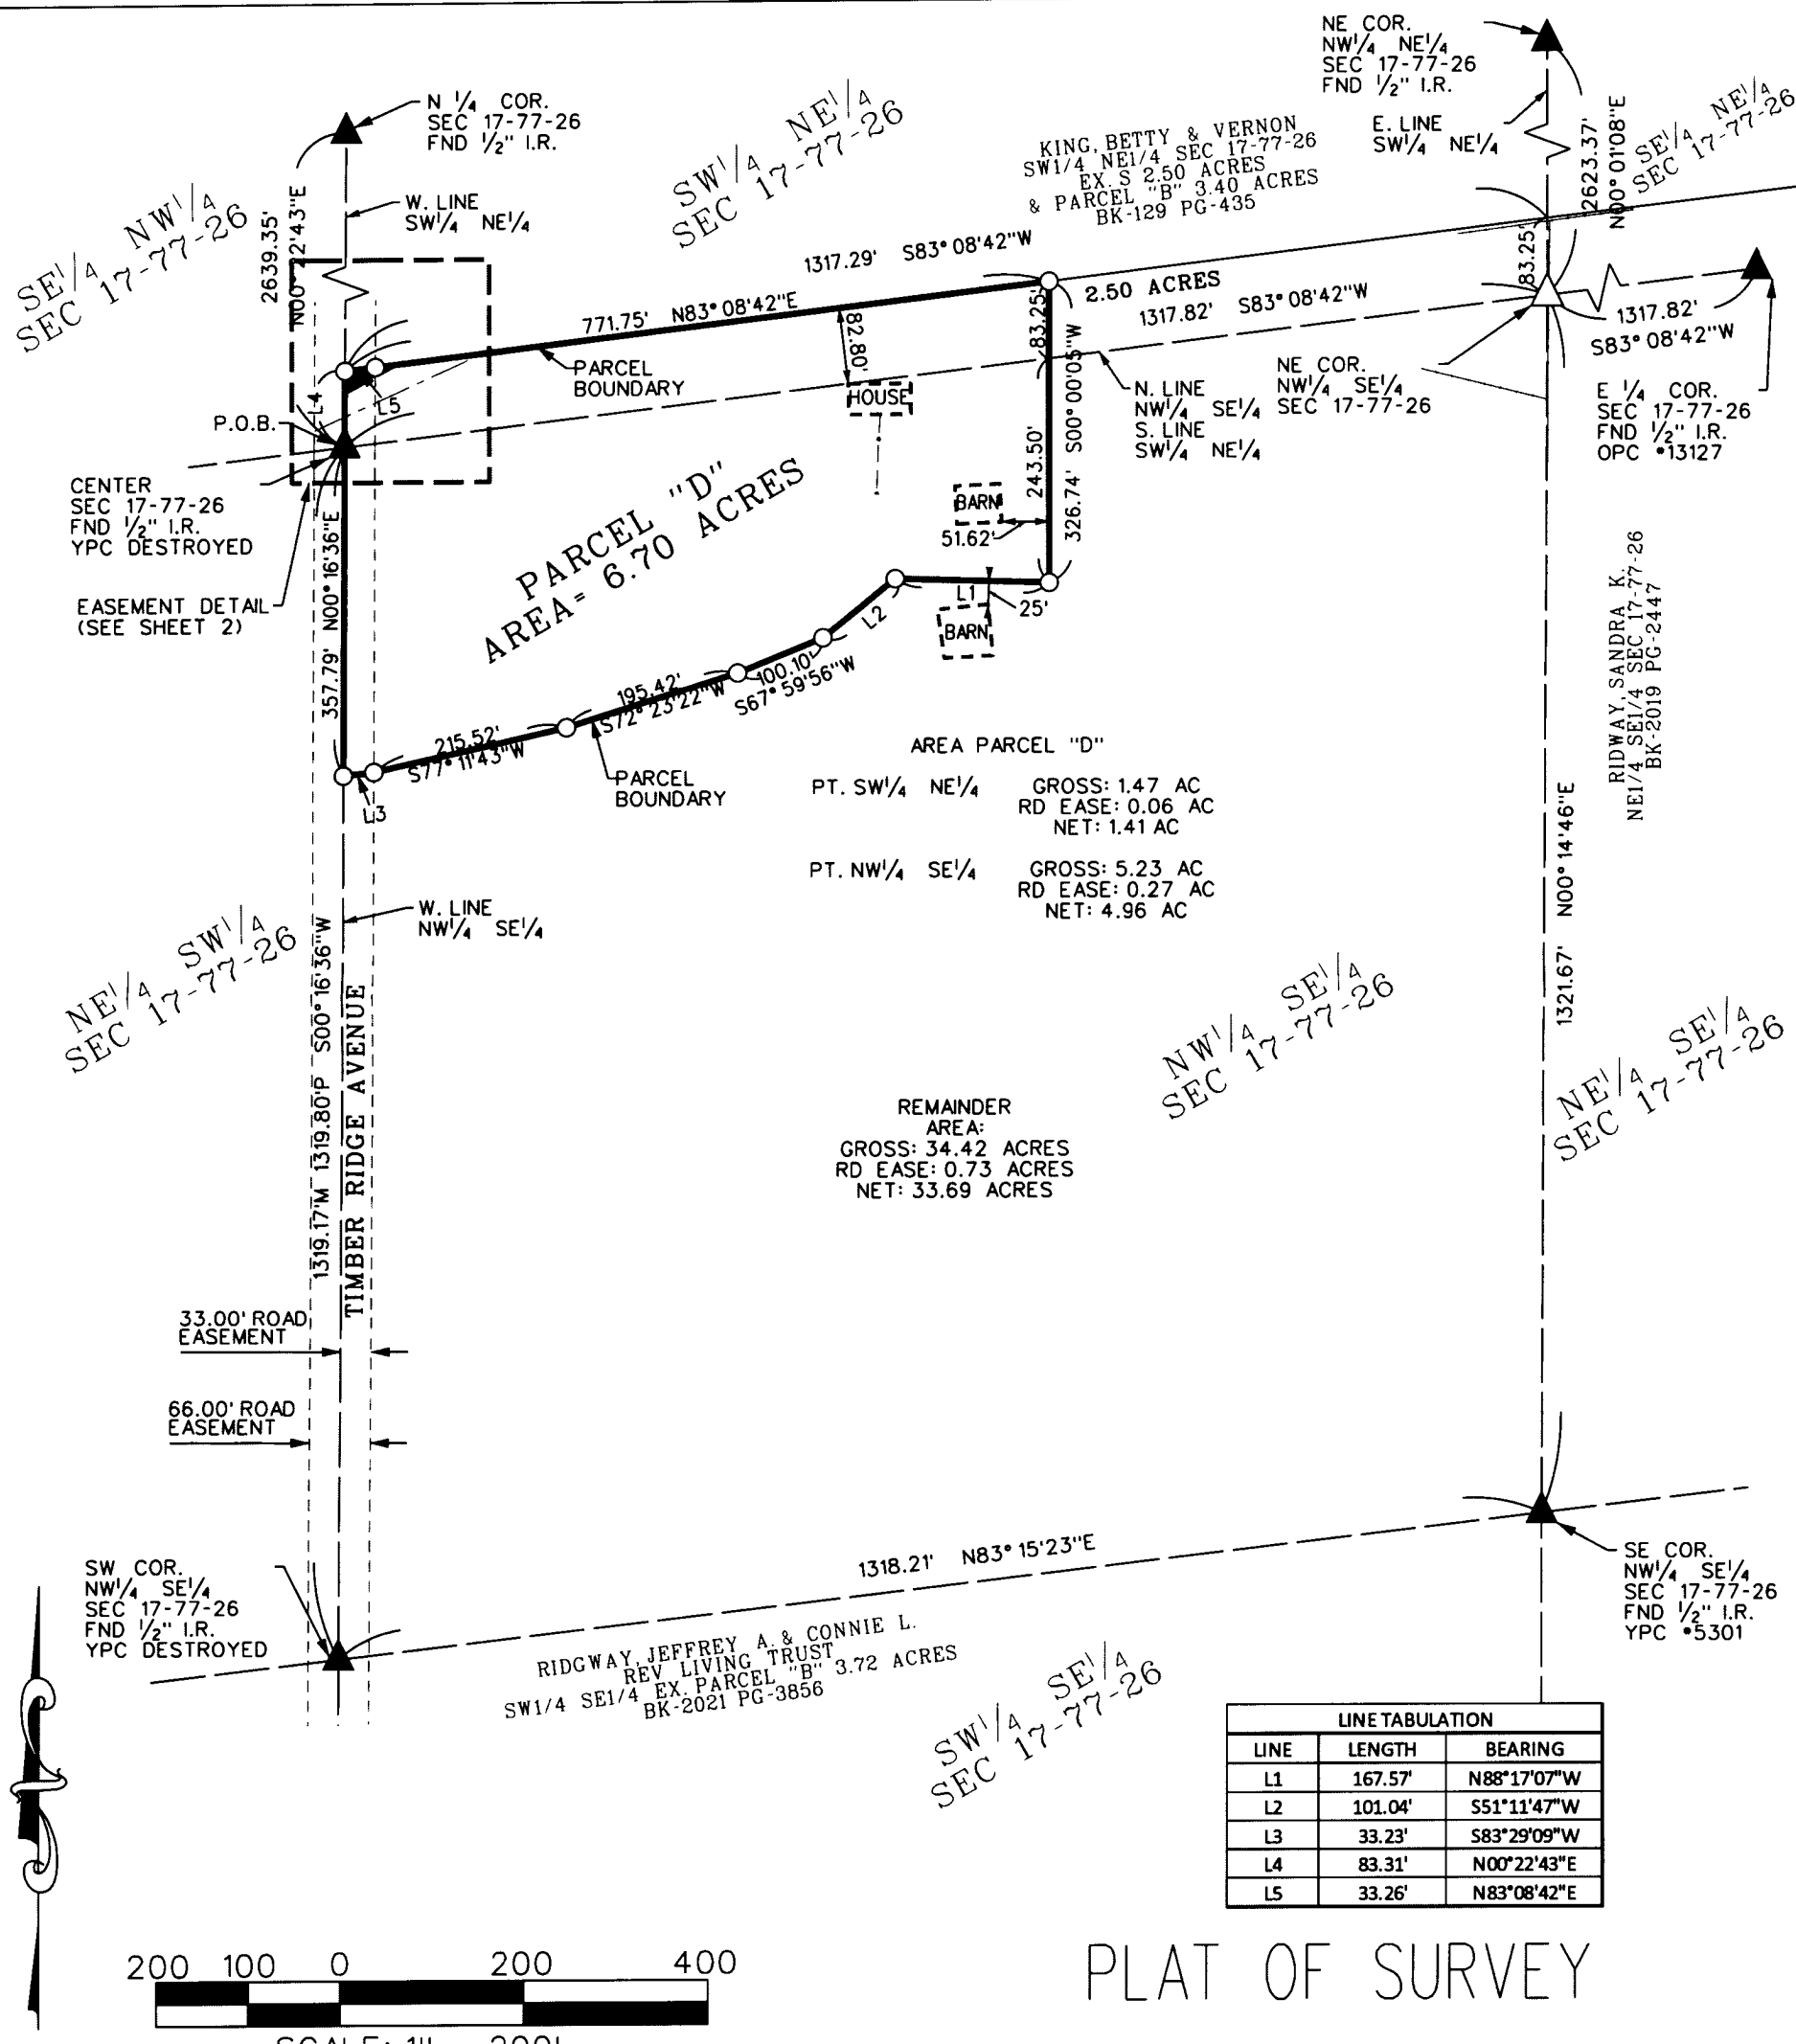 NE COR.
NW1/4 NE1/4
SEC 17-77-26
FND 1/2" I.R.
N 1/4 COR.
SEC 17-77-26
FND 1/2" I.R.
SW1/4 NE1/4
SEC 17-77-26
KING, BETTY & VERNON
SW1/4 NE1/4 SEC 17-77-26
EX. S 2.50 ACRES
& PARCEL "B" 3.40 ACRES
BK-129 PG-435
E. LINE
SW1/4 NE1/4
2623.37' N00°01'08"E
SE1/4 NE1/4
SEC 17-77-26
SE1/4 NW1/4
SEC 17-77-26
2639.35'
N00°22'43"E
W. LINE
SW1/4 NE1/4
1317.29' S83°08'42"W
83.25'
2.50 ACRES
1317.82' S83°08'42"W
1317.82'
S83°08'42"W
771.75' N83°08'42"E
82.80'
83.25'
PARCEL
BOUNDARY
HOUSE
L4
L5
P.O.B.
N. LINE
NW1/4 SE1/4
S. LINE
SW1/4 NE1/4
NE COR.
NW1/4 SE1/4
SEC 17-77-26
E 1/4 COR.
SEC 17-77-26
FND 1/2" I.R.
OPC •13127
CENTER
SEC 17-77-26
FND 1/2" I.R.
YPC DESTROYED
PARCEL "D"
AREA= 6.70 ACRES
243.50'
326.74' S00°00'05"W
BARN
51.62'
EASEMENT DETAIL
(SEE SHEET 2)
357.79' N00°16'36"E
L1
25'
BARN
L2
RIDWAY, SANDRA K.
NE1/4 SE1/4 SEC 17-77-26
BK-2019 PG-2447
100.10'
S67°59'56"W
195.42'
S72°23'22"W
215.52'
S77°11'43"W
L3
PARCEL
BOUNDARY
AREA PARCEL "D"
PT. SW1/4 NE1/4 GROSS: 1.47 AC
RD EASE: 0.06 AC
NET: 1.41 AC
PT. NW1/4 SE1/4 GROSS: 5.23 AC
RD EASE: 0.27 AC
NET: 4.96 AC
W. LINE
NW1/4 SE1/4
NE1/4 SW1/4
SEC 17-77-26
1319.17'M 1319.80'P S00°16'36"W
TIMBER RIDGE AVENUE
1321.67' N00°14'46"E
NW1/4 SE1/4
SEC 17-77-26
NE1/4 SE1/4
SEC 17-77-26
REMAINDER
AREA:
GROSS: 34.42 ACRES
RD EASE: 0.73 ACRES
NET: 33.69 ACRES
33.00' ROAD
EASEMENT
66.00' ROAD
EASEMENT
1318.21' N83°15'23"E
SW COR.
NW1/4 SE1/4
SEC 17-77-26
FND 1/2" I.R.
YPC DESTROYED
SE COR.
NW1/4 SE1/4
SEC 17-77-26
FND 1/2" I.R.
YPC •5301
RIDGWAY, JEFFREY A. & CONNIE L.
REV LIVING TRUST
SW1/4 SE1/4 EX. PARCEL "B" 3.72 ACRES
BK-2021 PG-3856
SW1/4 SE1/4
SEC 17-77-26
LINE TABULATION
LINE LENGTH BEARING
L1 167.57' N88°17'07"W
L2 101.04' S51°11'47"W
L3 33.23' S83°29'09"W
L4 83.31' N00°22'43"E
L5 33.26' N83°08'42"E
200 100 0 200 400
PLAT OF SURVEY